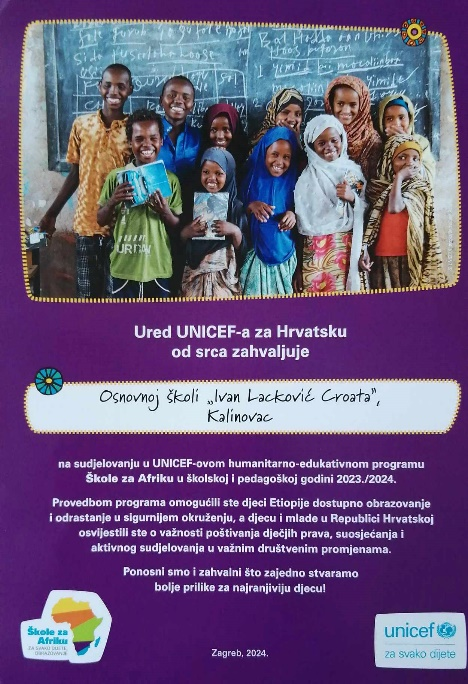 Ured UNICEF-a za Hrvatsku
od srca zahvaljuje
Osnovnoj školi „Ivan Lacković Croata”,
Kalinovac
na sudjelovanju u UNICEF-ovom humanitarno-edukativnom programu
Škole za Afriku u školskoj i pedagoškoj godini 2023./2024.
Provedbom programa omogućili ste djeci Etiopije dostupno obrazovanje
i odrastanje u sigurnijem okruženju, a djecu i mlade u Republici Hrvatskoj
osvijestili ste o važnosti poštivanja dječjih prava, suosjećanja i
aktivnog sudjelovanja u važnim društvenim promjenama.
Ponosni smo i zahvalni što zajedno stvaramo
bolje prilike za najranjiviju djecu!
Škole za
Afriku
ZA SVAKO DIJETE,
OBRAZOVANJE
Zagreb, 2024.
unicef
za svako dijete